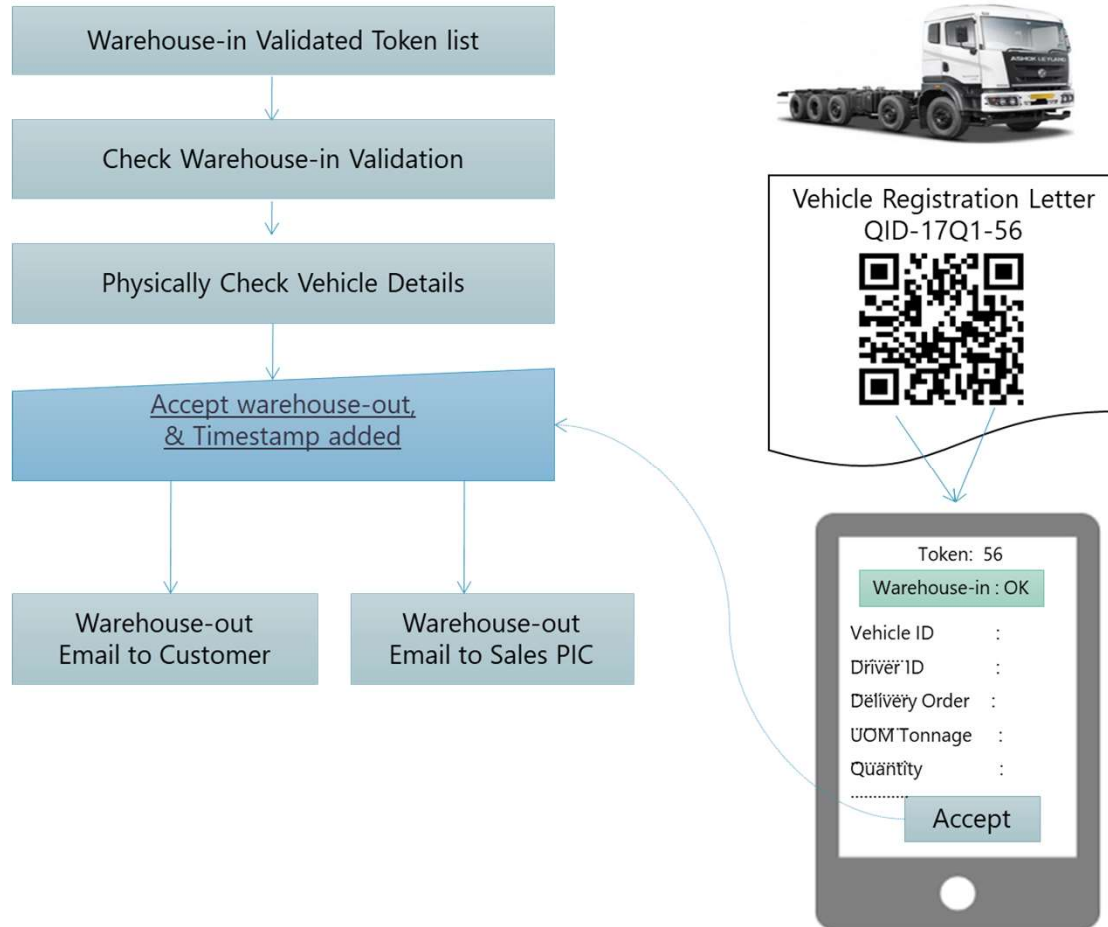 Warehouse-in Validated Token list
Check Warehouse-in Validation
Physically Check Vehicle Details
Accept warehouse-out,
& Timestamp added
Warehouse-out
Email to Customer
Warehouse-out
Email to Sales PIC
ASHOK LEYLAND
Vehicle Registration Letter
QID-17Q1-56
Token: 56
Warehouse-in : OK
Vehicle ID :
..............
Driver ID :
..............
Delivery Order :
..............
UOM Tonnage :
..............
Quantity :
..............
Accept